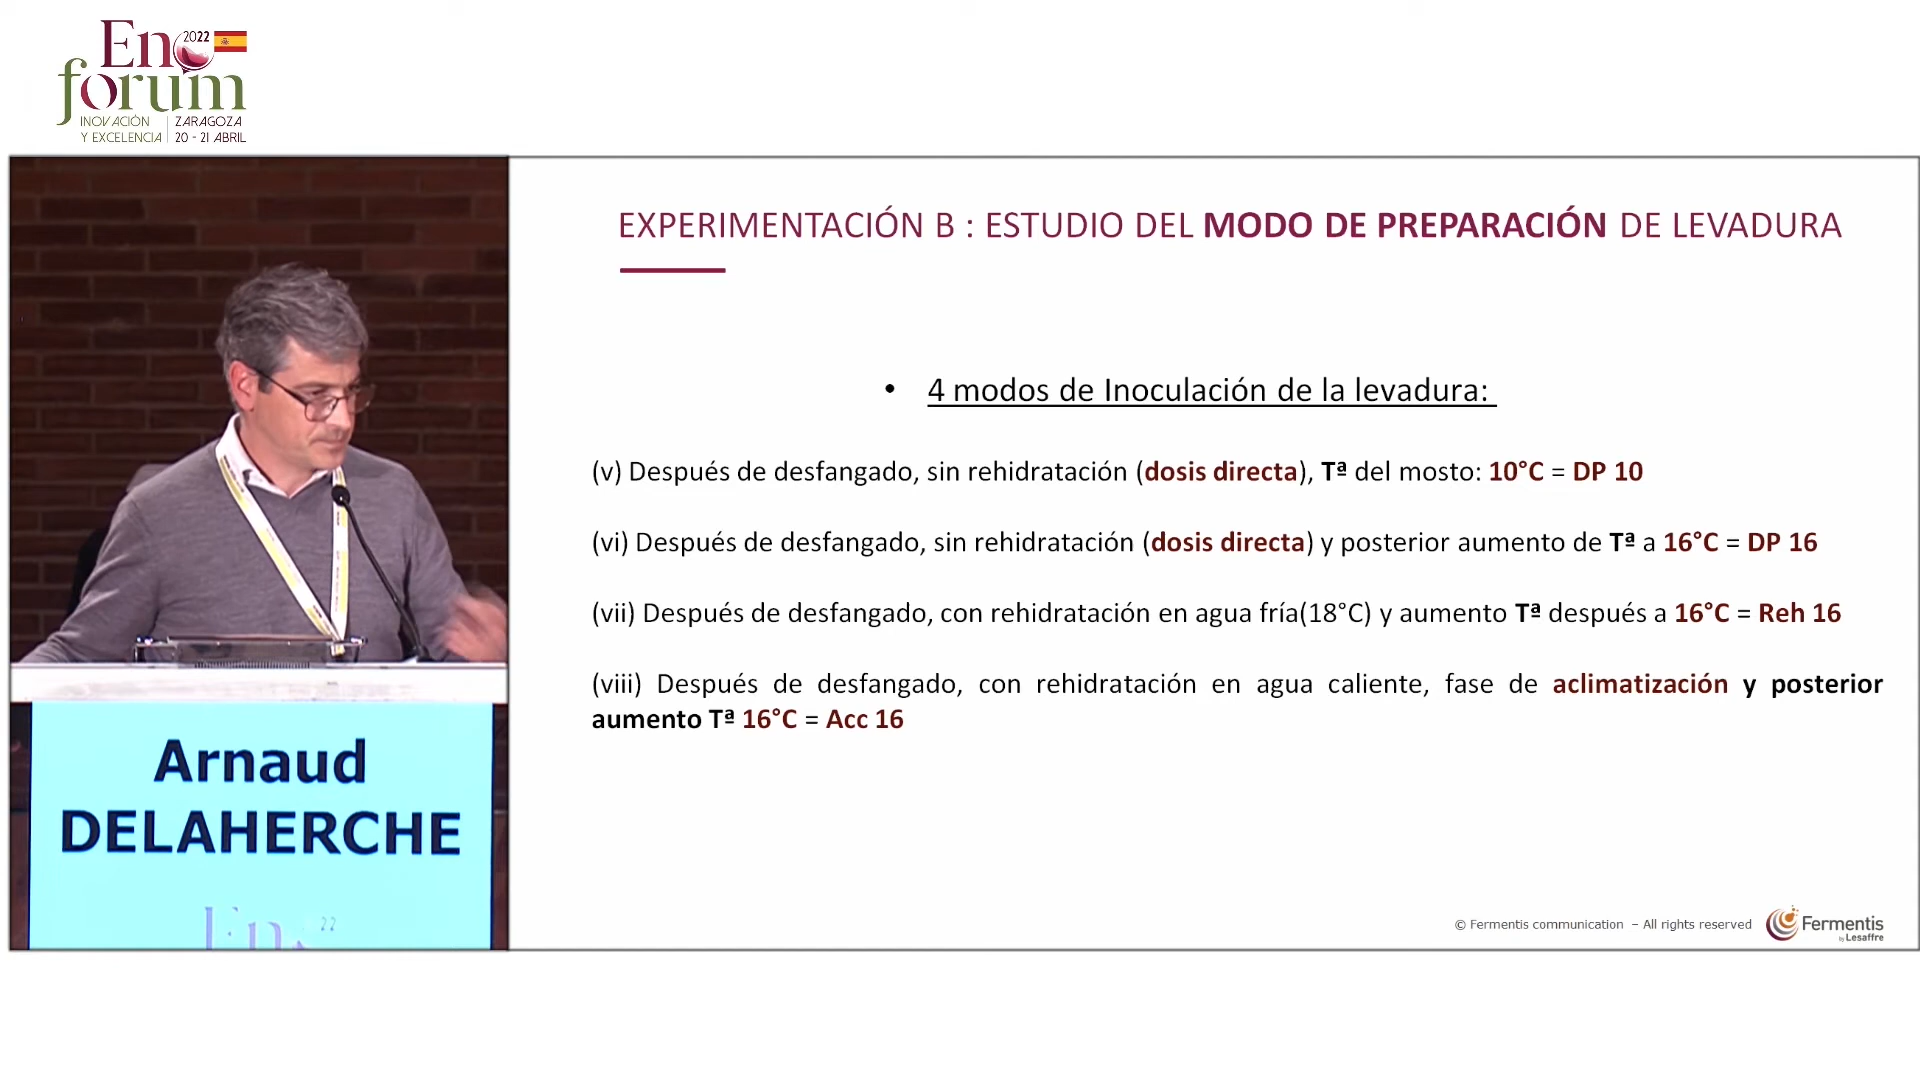 En 2022
forum
INOVACIÓN
Y EXCELENCIA
ZARAGOZA
20 - 21 ABRIL
EXPERIMENTACIÓN B : ESTUDIO DEL MODO DE PREPARACIÓN DE LEVADURA
• 4 modos de Inoculación de la levadura:
(v) Después de desfangado, sin rehidratación (dosis directa), Tª del mosto: 10°C = DP 10
(vi) Después de desfangado, sin rehidratación (dosis directa) y posterior aumento de Tª a 16°C = DP 16
(vii) Después de desfangado, con rehidratación en agua fría(18°C) y aumento Tª después a 16°C = Reh 16
(viii) Después de desfangado, con rehidratación en agua caliente, fase de aclimatización y posterior
aumento Tª 16°C = Acc 16
Arnaud
DELAHERCHE
© Fermentis communication – All rights reserved
Fermentis
by Lesaffre